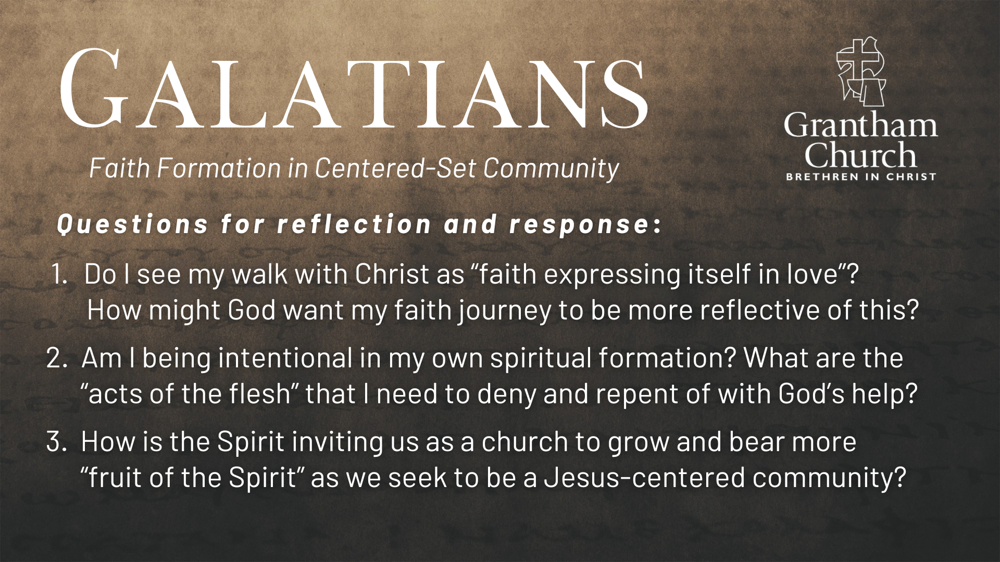 GALATIANS
Faith Formation in Centered-Set Community
Grantham
Church
BRETHREN IN CHRIST
Questions for reflection and response:
1. Do I see my walk with Christ as “faith expressing itself in love”?
How might God want my faith journey to be more reflective of this?
2. Am I being intentional in my own spiritual formation? What are the
“acts of the flesh” that I need to deny and repent of with God’s help?
3. How is the Spirit inviting us as a church to grow and bear more
“fruit of the Spirit” as we seek to be a Jesus-centered community?